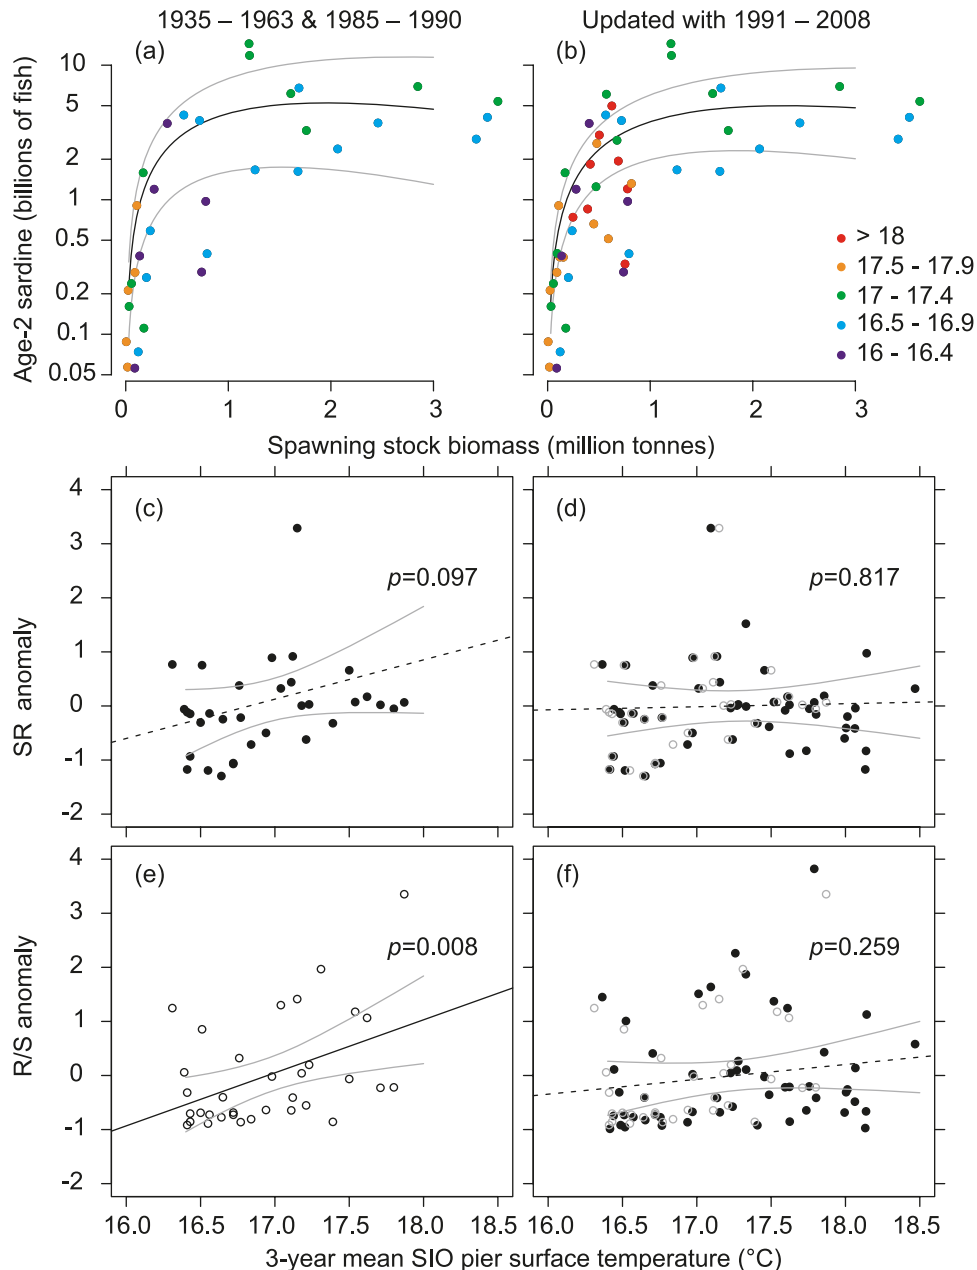 1935 – 1963 & 1985 – 1990
Updated with 1991 – 2008
(a)
(b)
Age-2 sardine (billions of fish)
10
5
2
1
0.5
0.2
0.1
0.05
> 18
17.5 - 17.9
17 - 17.4
16.5 - 16.9
16 - 16.4
0 1 2 3
0 1 2 3
Spawning stock biomass (million tonnes)
(c)
(d)
p=0.097
p=0.817
SR anomaly
4
3
2
1
0
-1
-2
(e)
(f)
p=0.008
p=0.259
R/S anomaly
4
3
2
1
0
-1
-2
16.0 16.5 17.0 17.5 18.0 18.5
16.0 16.5 17.0 17.5 18.0 18.5
3-year mean SIO pier surface temperature (°C)